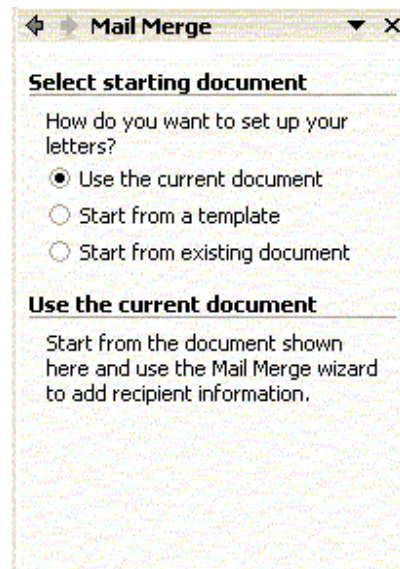 Mail Merge
Select starting document
How do you want to set up your
letters?
Use the current document
Start from a template
Start from existing document
Use the current document
Start from the document shown
here and use the Mail Merge wizard
to add recipient information.